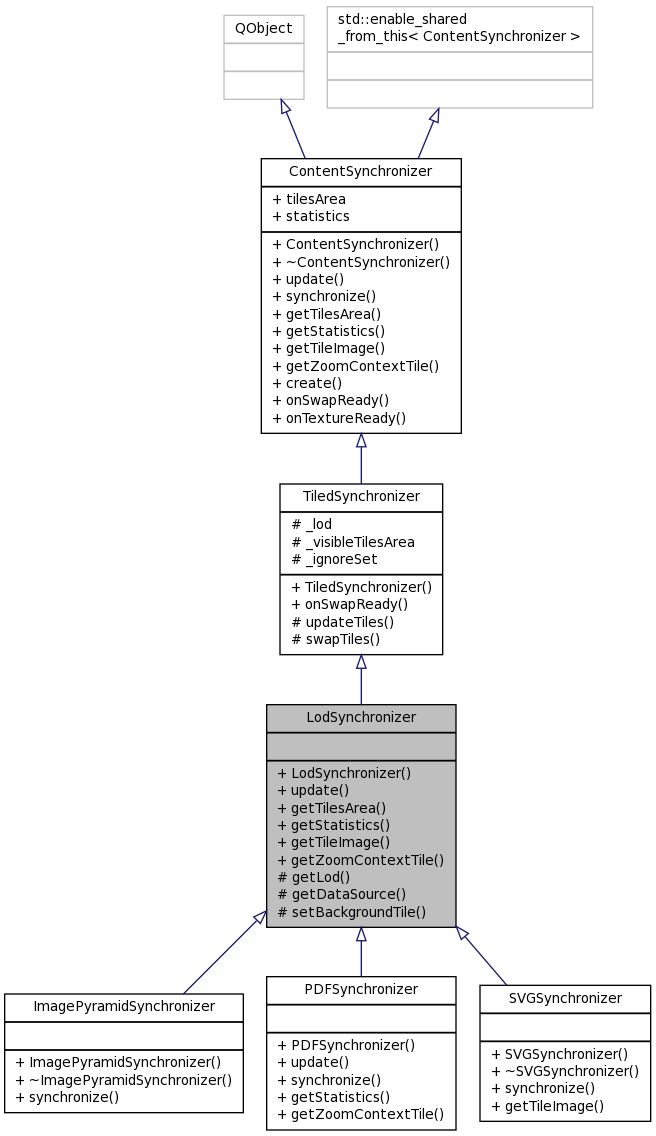 QObject
std::enable_shared
_from_this< ContentSynchronizer >
ContentSynchronizer
+ tilesArea
+ statistics
+ ContentSynchronizer()
+ ~ContentSynchronizer()
+ update()
+ synchronize()
+ getTilesArea()
+ getStatistics()
+ getTileImage()
+ getZoomContextTile()
+ create()
+ onSwapReady()
+ onTextureReady()
TiledSynchronizer
# _lod
# _visibleTilesArea
# _ignoreSet
+ TiledSynchronizer()
+ onSwapReady()
# updateTiles()
# swapTiles()
LodSynchronizer
+ LodSynchronizer()
+ update()
+ getTilesArea()
+ getStatistics()
+ getTileImage()
+ getZoomContextTile()
# getLod()
# getDataSource()
# setBackgroundTile()
ImagePyramidSynchronizer
+ ImagePyramidSynchronizer()
+ ~ImagePyramidSynchronizer()
+ synchronize()
PDFSynchronizer
+ PDFSynchronizer()
+ update()
+ synchronize()
+ getStatistics()
+ getZoomContextTile()
SVGSynchronizer
+ SVGSynchronizer()
+ ~SVGSynchronizer()
+ synchronize()
+ getTileImage()